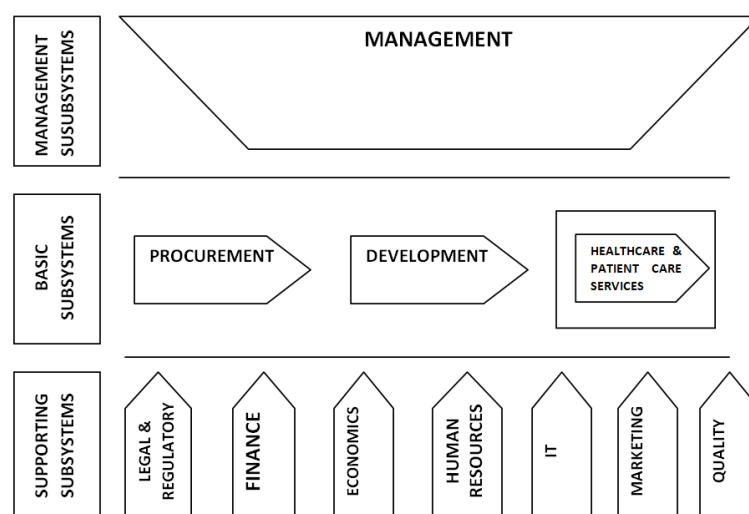 MANAGEMENT
SUSUBSYSTEMS
MANAGEMENT
BASIC
SUBSYSTEMS
PROCUREMENT
DEVELOPMENT
HEALTHCARE &
PATIENT CARE
SERVICES
SUPPORTING
SUBSYSTEMS
LEGAL &
REGULATORY
FINANCE
ECONOMICS
HUMAN
RESOURCES
IT
MARKETING
QUALITY